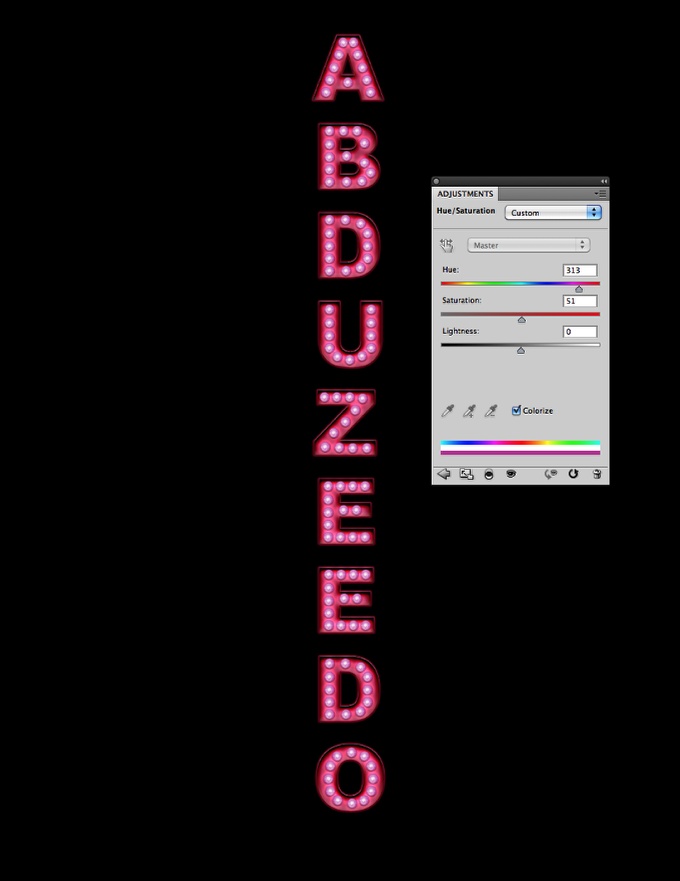 A
B
D
U
Z
E
E
D
O
ADJUSTMENTS
Hue/Saturation
Custom
Master
Hue:
313
Saturation:
51
Lightness:
0
Colorize